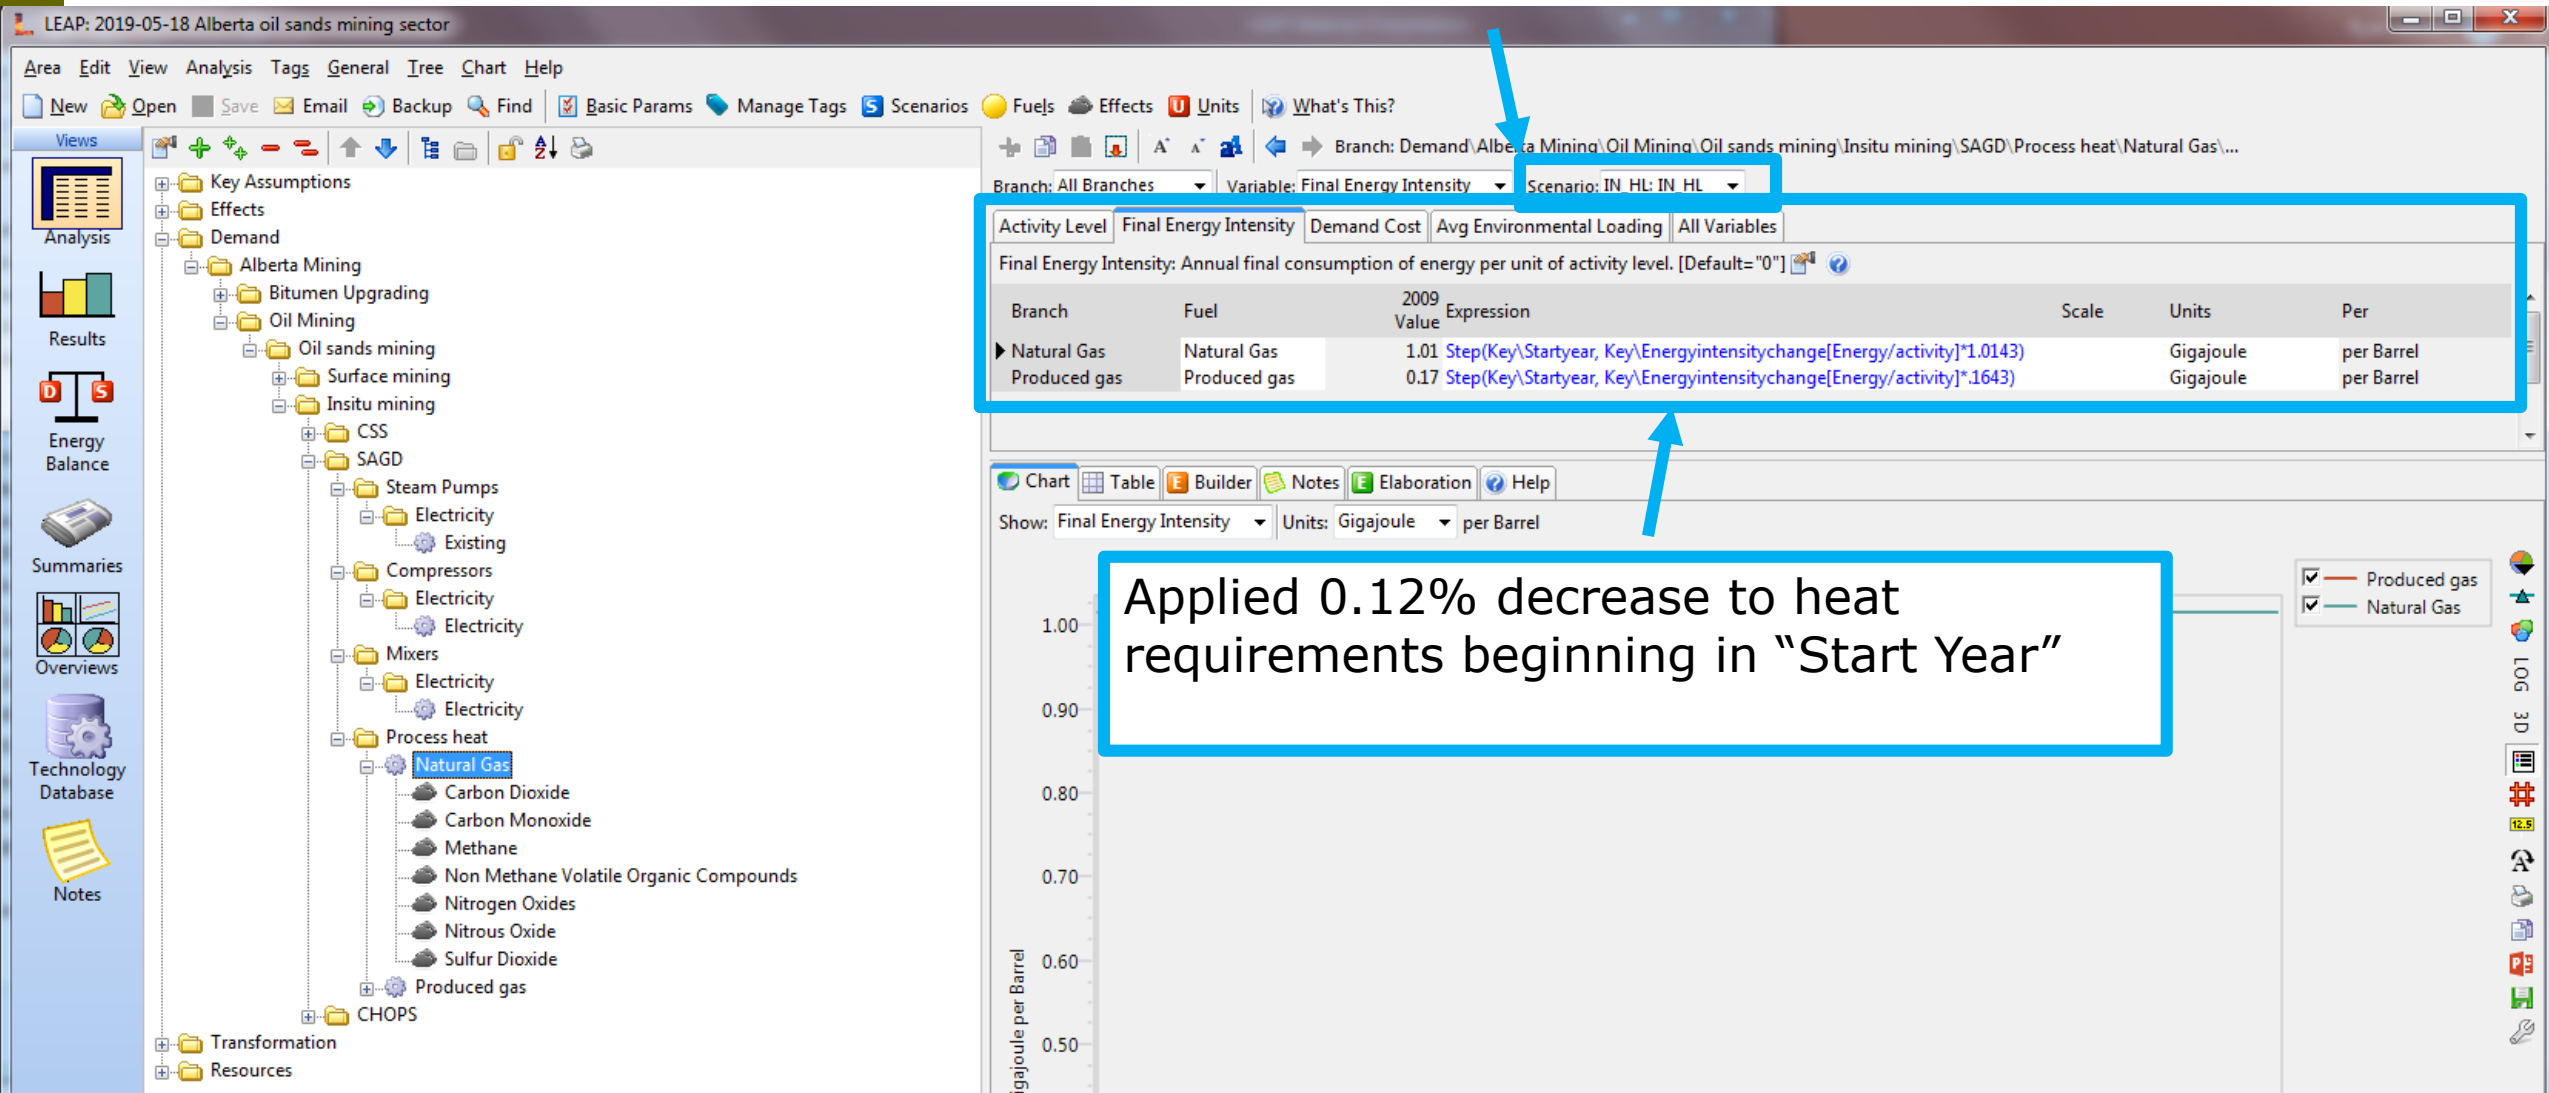 LEAP: 2019-05-18 Alberta oil sands mining sector
Area Edit View Analysis Tags General Tree Chart Help
New Open Save Email Backup Find Basic Params Manage Tags Scenarios Fuels Effects Units What's This?
Views
Analysis
Results
Energy
Balance
Summaries
Overviews
Technology
Database
Notes
Key Assumptions
Effects
Demand
Alberta Mining
Bitumen Upgrading
Oil Mining
Oil sands mining
Surface mining
Insitu mining
CSS
SAGD
Steam Pumps
Electricity
Existing
Compressors
Electricity
Electricity
Mixers
Electricity
Electricity
Process heat
Natural Gas
Carbon Dioxide
Carbon Monoxide
Methane
Non Methane Volatile Organic Compounds
Nitrogen Oxides
Nitrous Oxide
Sulfur Dioxide
Produced gas
CHOPS
Transformation
Resources
Branch: Demand\Alberta Mining\Oil Mining\Oil sands mining\Insitu mining\SAGD\Process heat\Natural Gas\...
Branch: All Branches Variable: Final Energy Intensity Scenario: IN_HL: IN_HL
Activity Level Final Energy Intensity Demand Cost Avg Environmental Loading All Variables
Final Energy Intensity: Annual final consumption of energy per unit of activity level. [Default="0"]
Branch Fuel 2009 Value Expression Scale Units Per
Natural Gas Natural Gas 1.01 Step(Key\Startyear, Key\Energyintensitychange[Energy/activity]*1.0143) Gigajoule per Barrel
Produced gas Produced gas 0.17 Step(Key\Startyear, Key\Energyintensitychange[Energy/activity]*.1643) Gigajoule per Barrel
Chart Table Builder Notes Elaboration Help
Show: Final Energy Intensity Units: Gigajoule per Barrel
Applied 0.12% decrease to heat
requirements beginning in “Start Year”
Produced gas
Natural Gas
1.00
0.90
0.80
0.70
0.60
0.50
igajoule per Barrel
LOG
3D
12.5